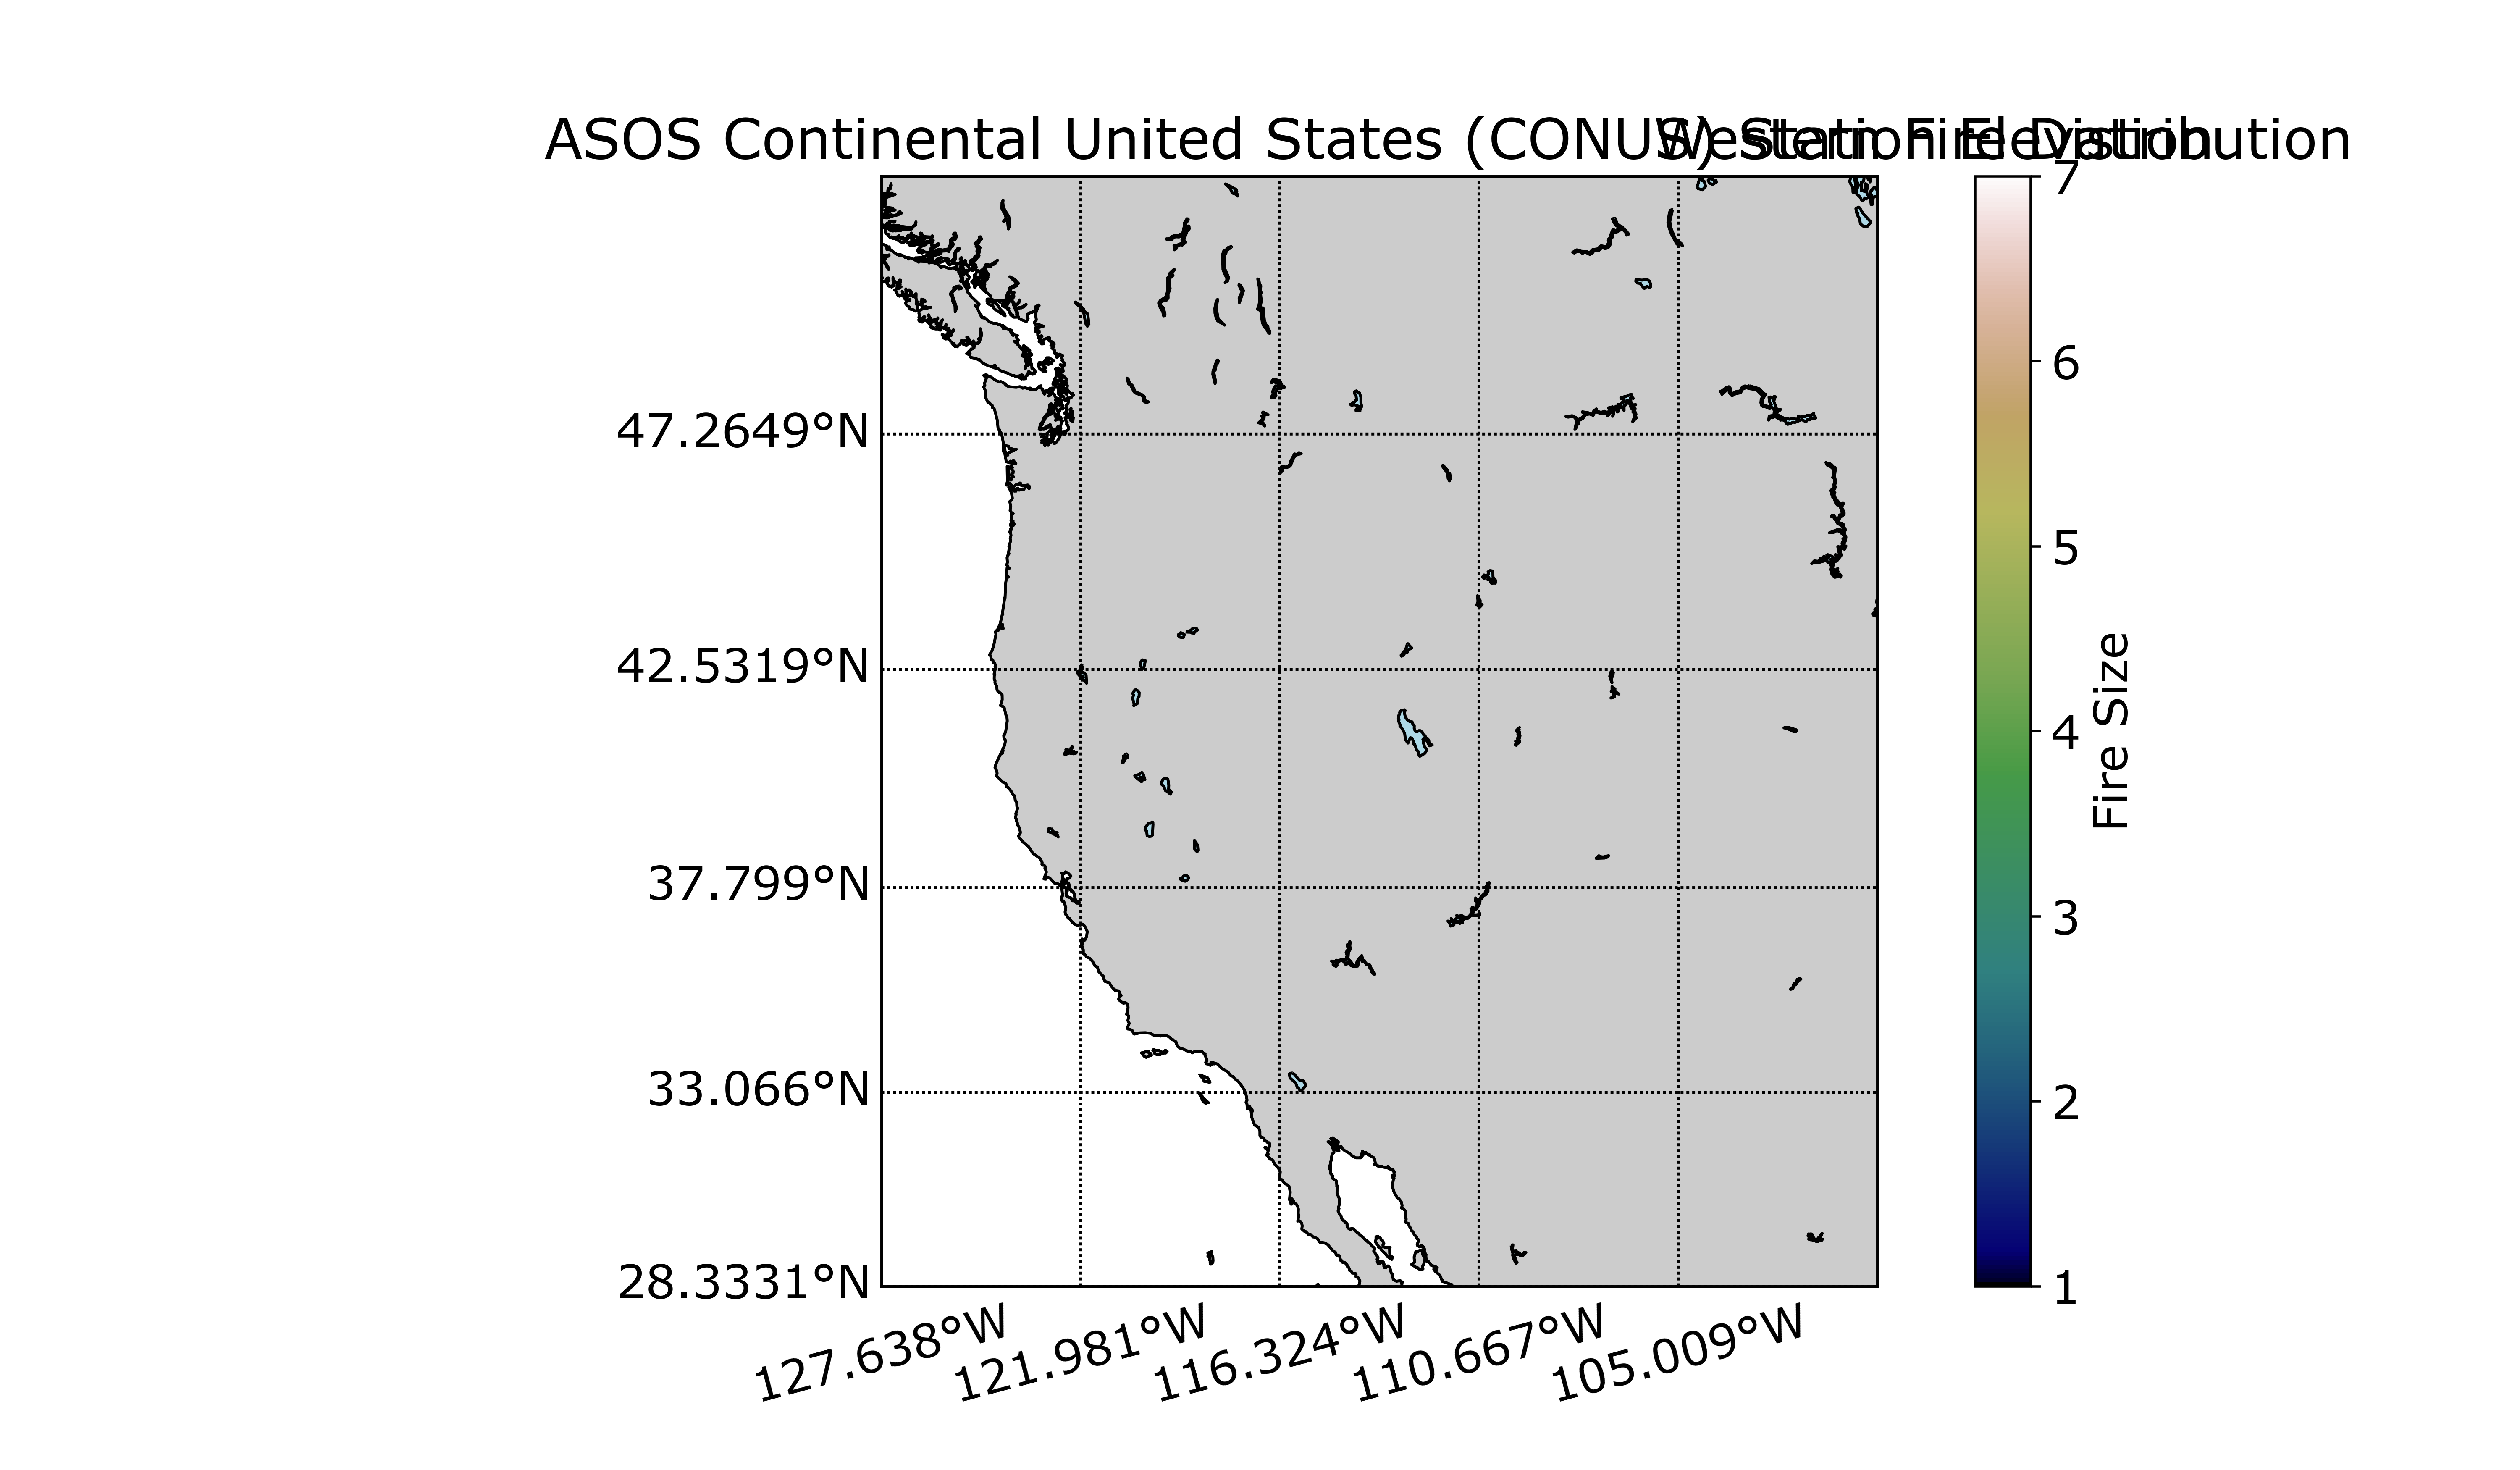 ASOS Continental United States (CONUS) Station Elevation
Western Fire Distribution
47.2649°N
42.5319°N
37.799°N
33.066°N
28.3331°N
127.638°W
121.981°W
116.324°W
110.667°W
105.009°W
7
6
5
4
3
2
1
Fire Size